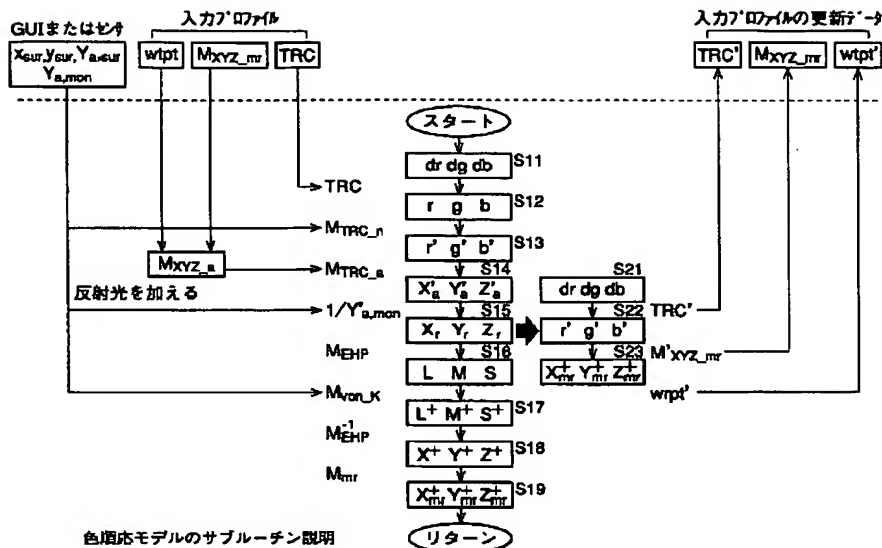 GUIまたはセンサ
xsur,ysur,Ya,sur
Ya,mon
入力プロファイル
wtpt
MXYZ_mr
TRC
入力プロファイルの更新データ
TRC'
MXYZ_mr
wtpt'
スタート
dr dg db S11
TRC
r g b S12
MTRC_n
r' g' b' S13
MXYZ_a
MTRC_a
S14
X'a Y'a Z'a
S21
dr dg db
反射光を加える
1/Y'a,mon
S15
Xr Yr Zr
S22
r' g' b'
TRC'
MEHP
S16
L M S
S23
X+mr Y+mr Z+mr
M'XYZ_mr
Mvon_K
wrpt'
L+ M+ S+ S17
M-1EHP
X+ Y+ Z+ S18
Mmr
X+mr Y+mr Z+mr S19
リターン
色順応モデルのサブルーチン説明